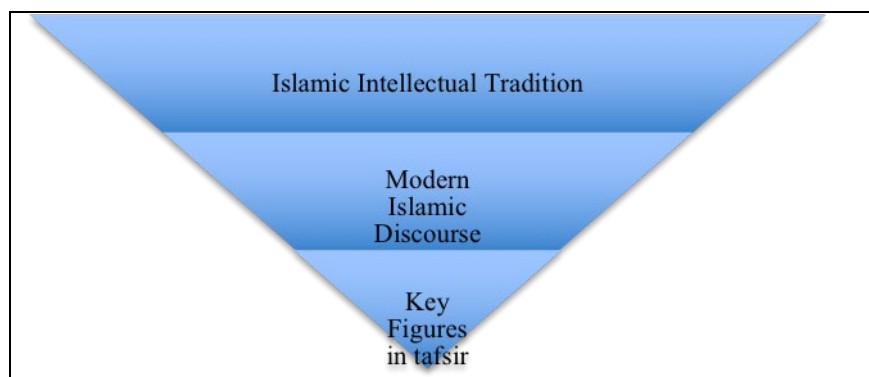 Islamic Intellectual Tradition
Modern
Islamic
Discourse
Key
Figures
in tafsir